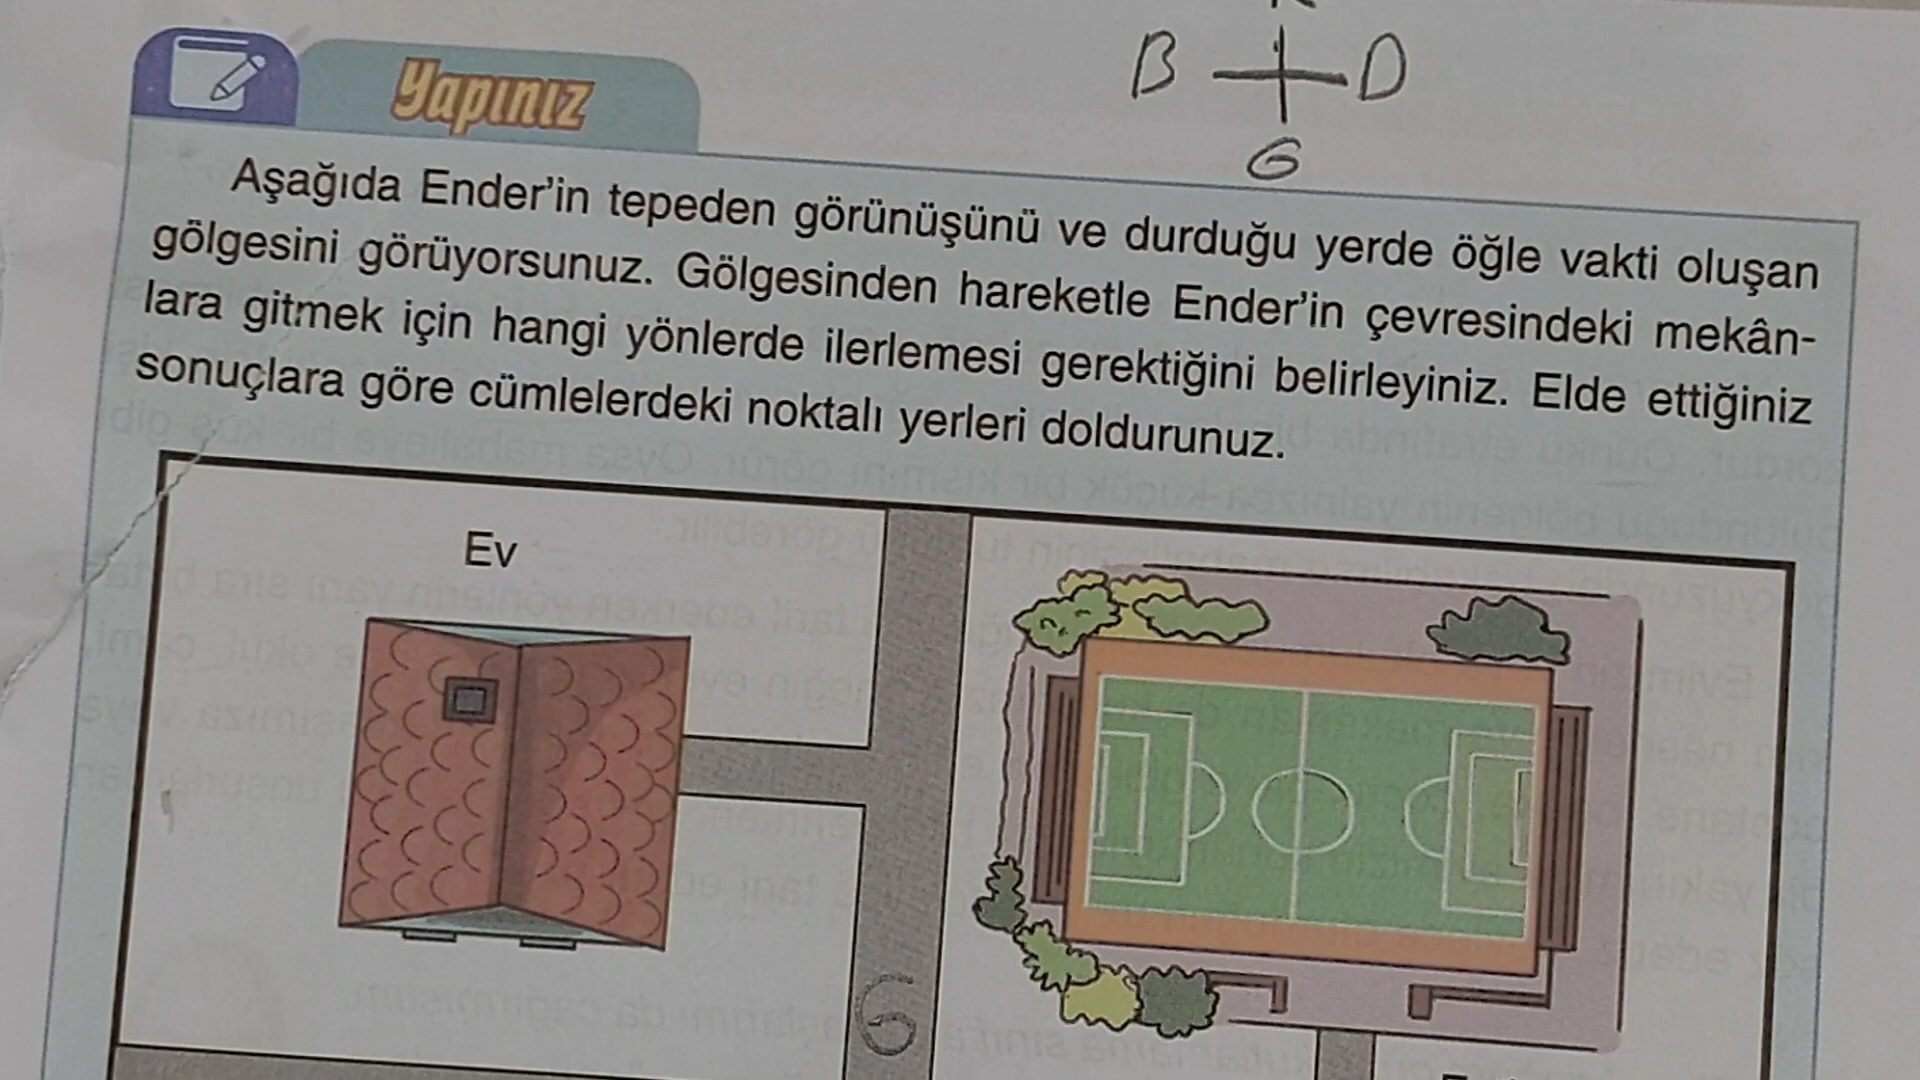 B D
G
Yapınız
Aşağıda Ender'in tepeden görünüşünü ve durduğu yerde öğle vakti oluşan
gölgesini görüyorsunuz. Gölgesinden hareketle Ender'in çevresindeki mekân-
lara gitmek için hangi yönlerde ilerlemesi gerektiğini belirleyiniz. Elde ettiğiniz
sonuçlara göre cümlelerdeki noktalı yerleri doldurunuz.
Ev
G